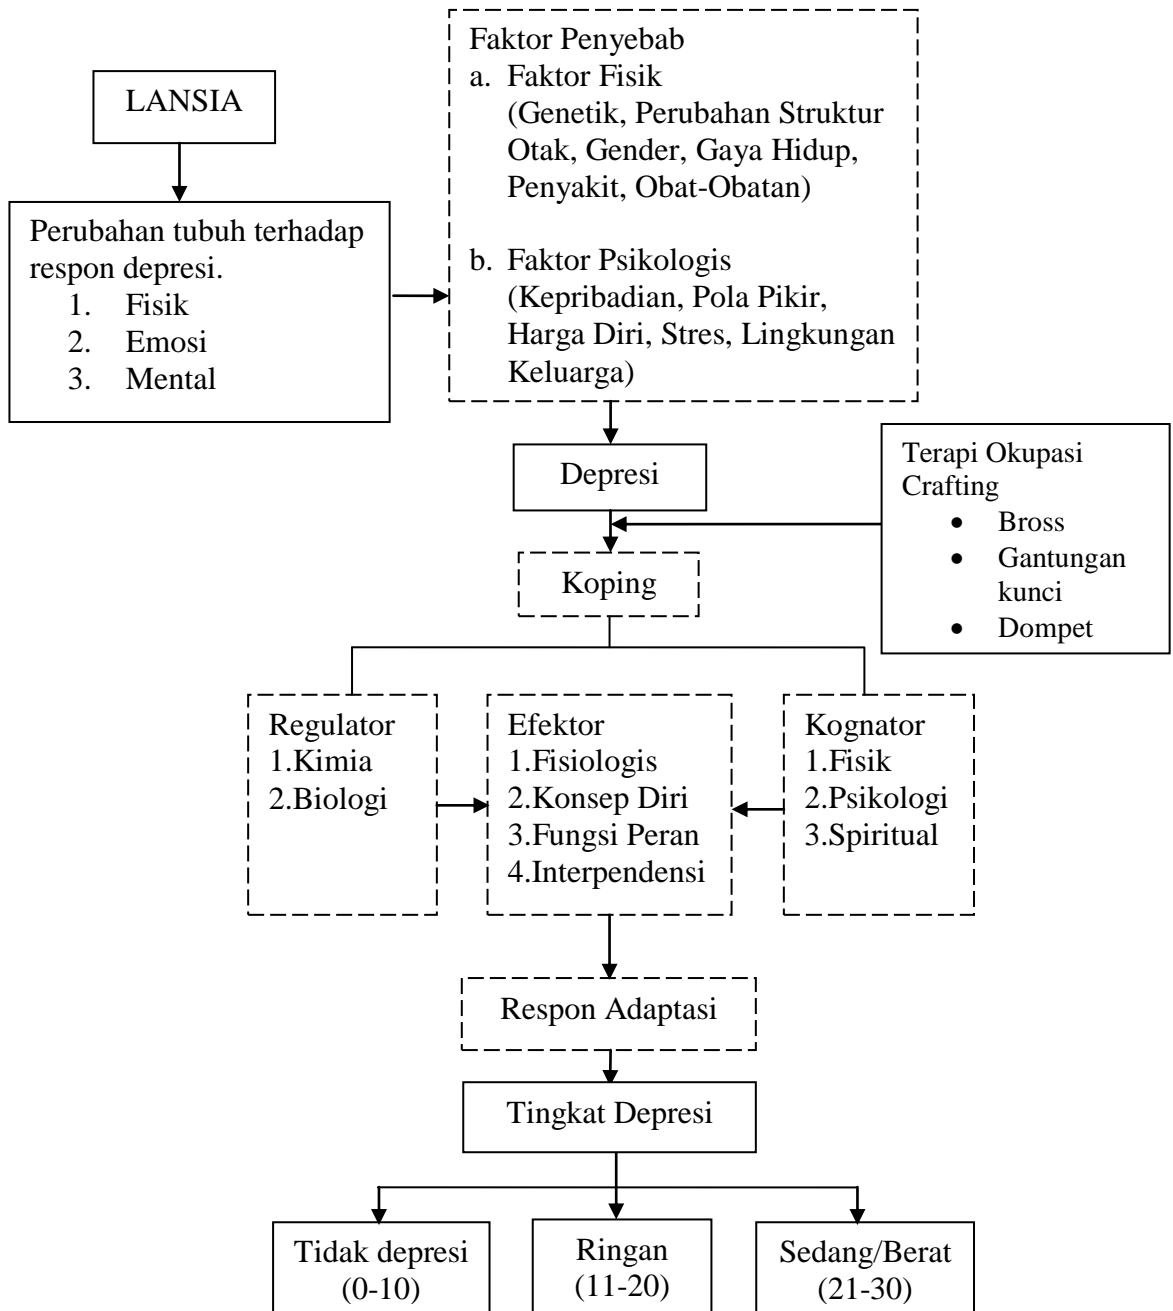 LANSIA
Perubahan tubuh terhadap
respon depresi.
1. Fisik
2. Emosi
3. Mental
Faktor Penyebab
a. Faktor Fisik
(Genetik, Perubahan Struktur
Otak, Gender, Gaya Hidup,
Penyakit, Obat-Obatan)
b. Faktor Psikologis
(Kepribadian, Pola Pikir,
Harga Diri, Stres, Lingkungan
Keluarga)
Depresi
Terapi Okupasi
Crafting
• Bross
• Gantungan
kunci
• Dompet
Koping
Regulator
1.Kimia
2.Biologi
Efektor
1.Fisiologis
2.Konsep Diri
3.Fungsi Peran
4.Interpendensi
Kognator
1.Fisik
2.Psikologi
3.Spiritual
Respon Adaptasi
Tingkat Depresi
Tidak depresi
(0-10)
Ringan
(11-20)
Sedang/Berat
(21-30)